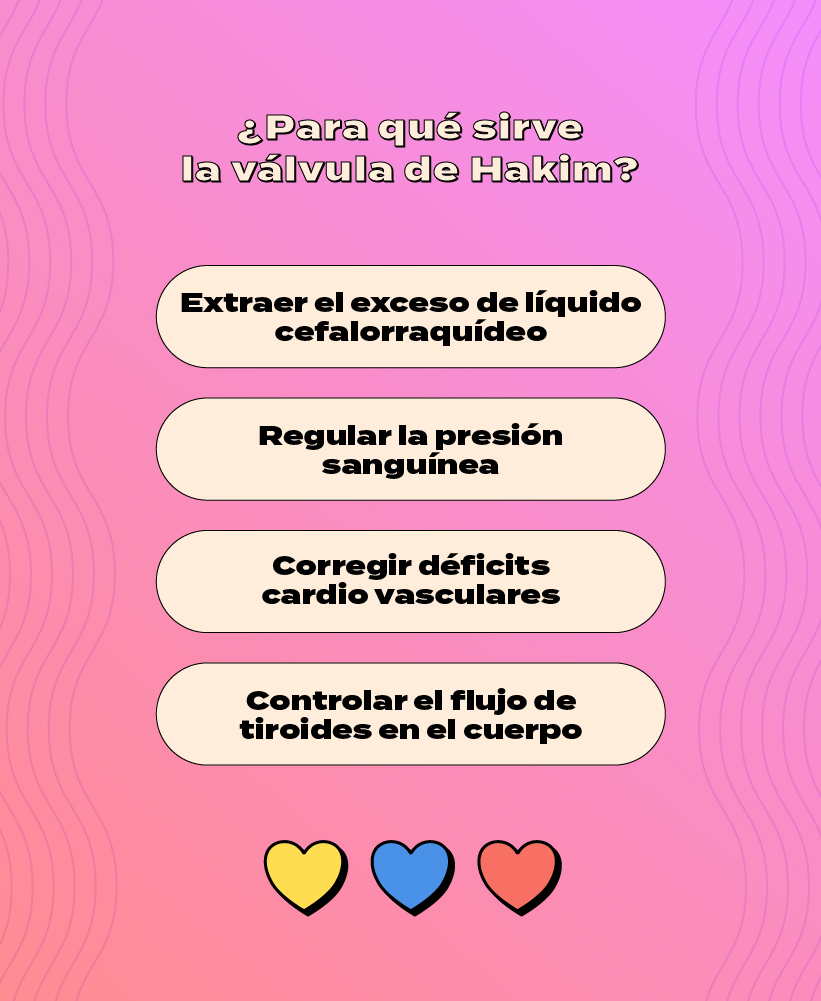 ¿Para qué sirve
la válvula de Hakim?
Extraer el exceso de líquido
cefalorraquídeo
Regular la presión
sanguínea
Corregir déficits
cardio vasculares
Controlar el flujo de
tiroides en el cuerpo